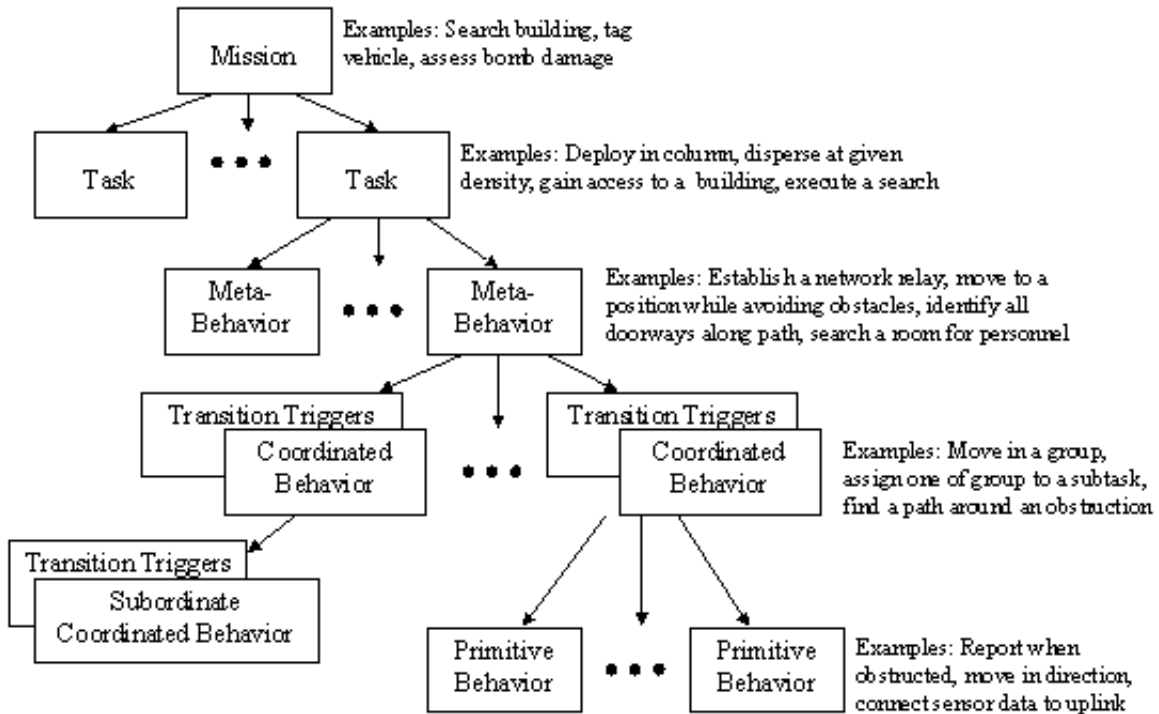 Mission
Examples: Search building, tag
vehicle, assess bomb damage
Task
Task
Examples: Deploy in column, disperse at given
density, gain access to a building, execute a search
Meta-
Behavior
Meta-
Behavior
Examples: Establish a network relay, move to a
position while avoiding obstacles, identify all
doorways along path, search a room for personnel
Transition Triggers
Coordinated
Behavior
Transition Triggers
Coordinated
Behavior
Examples: Move in a group,
assign one of group to a subtask,
find a path around an obstruction
Transition Triggers
Subordinate
Coordinated Behavior
Primitive
Behavior
Primitive
Behavior
Examples: Report when
obstructed, move in direction,
connect sensor data to uplink